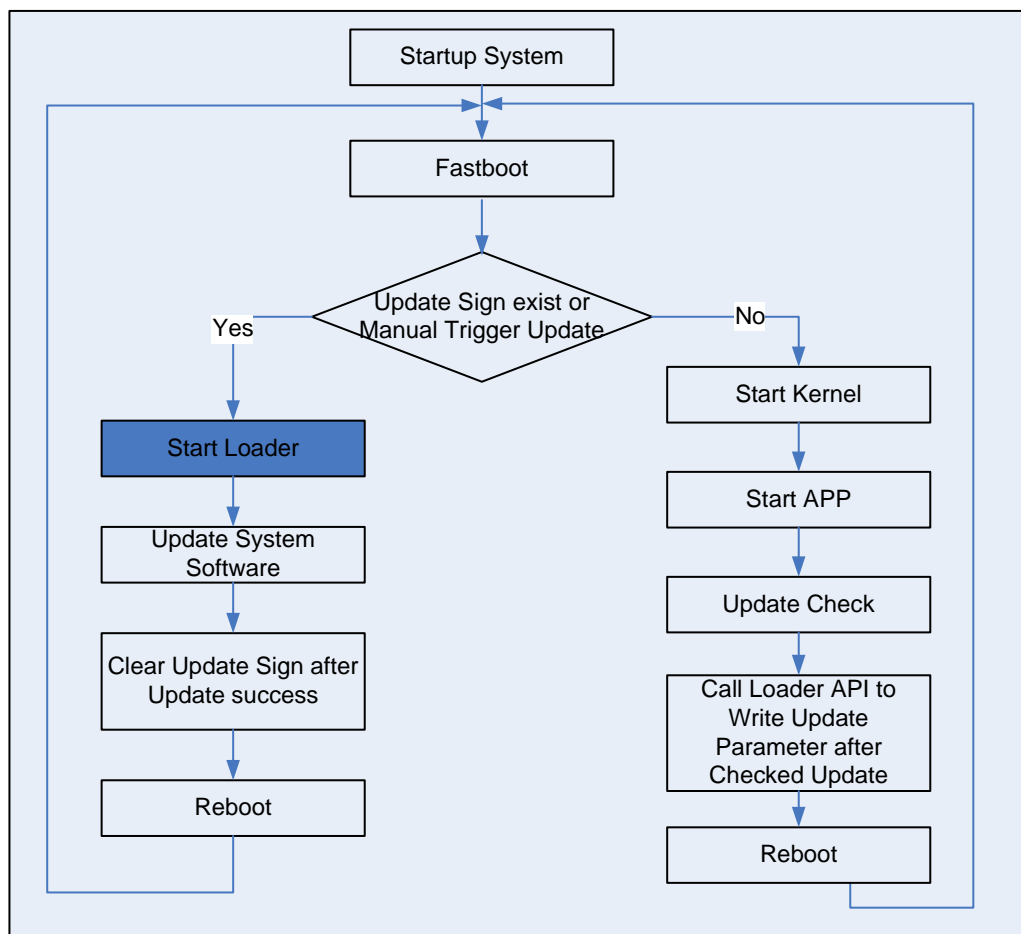 Startup System
Fastboot
Update Sign exist or
Manual Trigger Update
Yes
No
Start Loader
Update System
Software
Clear Update Sign after
Update success
Reboot
Start Kernel
Start APP
Update Check
Call Loader API to
Write Update
Parameter after
Checked Update
Reboot